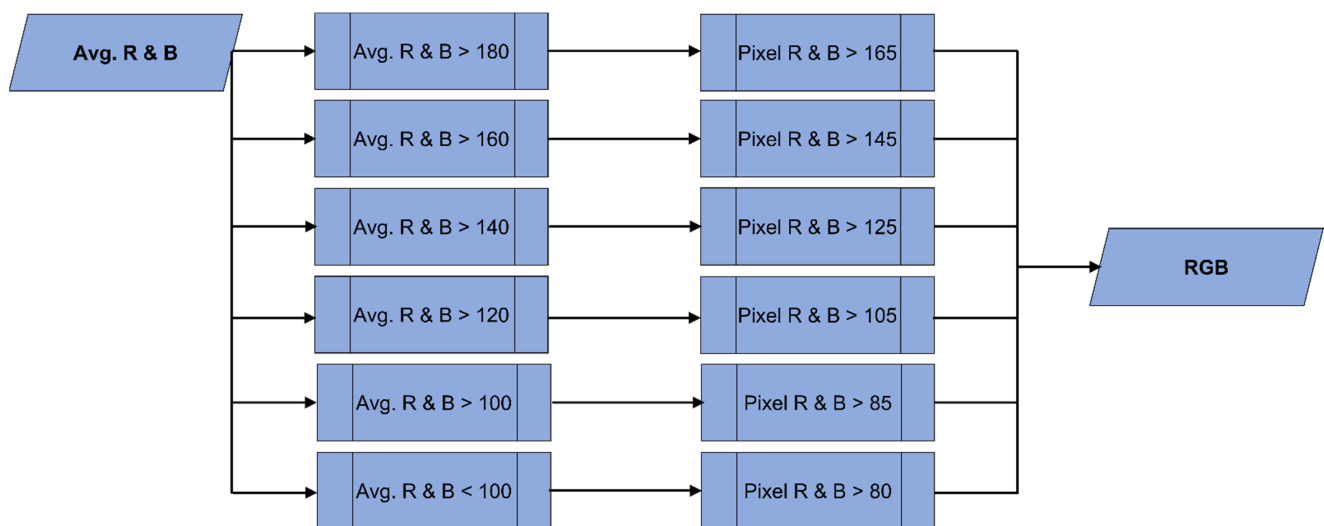 Avg. R & B
Avg. R & B > 180
Pixel R & B > 165
Avg. R & B > 160
Pixel R & B > 145
Avg. R & B > 140
Pixel R & B > 125
RGB
Avg. R & B > 120
Pixel R & B > 105
Avg. R & B > 100
Pixel R & B > 85
Avg. R & B < 100
Pixel R & B > 80